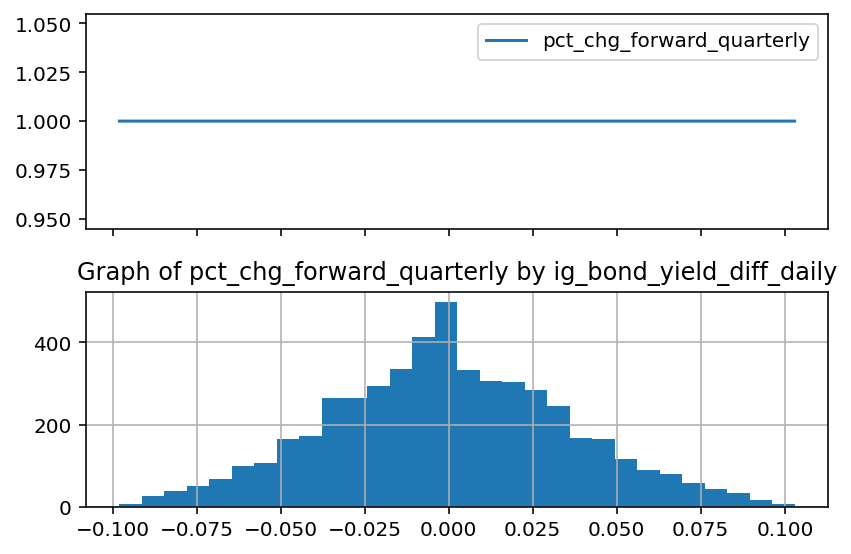 1.050
pct_chg_forward_quarterly
1.025
1.000
0.975
0.950
Graph of pct_chg_forward_quarterly by ig_bond_yield_diff_daily
400
200
0
−0.100 −0.075 −0.050 −0.025 0.000 0.025 0.050 0.075 0.100